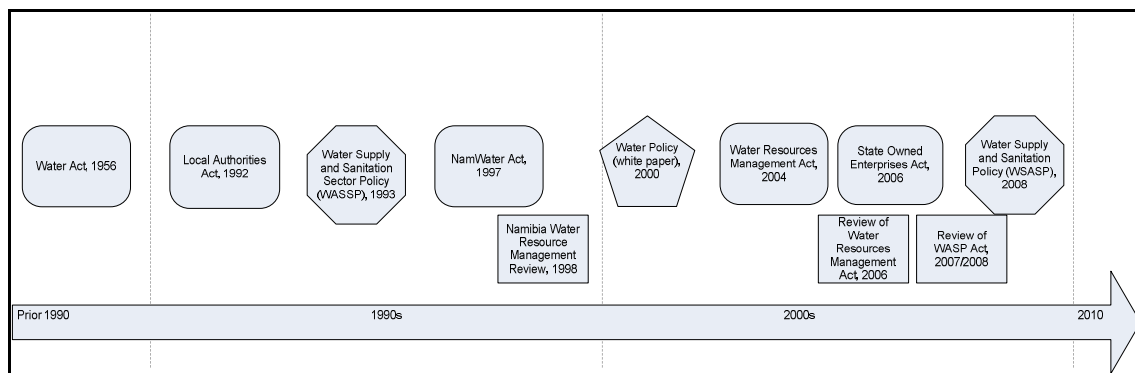 Water Act, 1956
Local Authorities
Act, 1992
Water Supply
and Sanitation
Sector Policy
(WASSP), 1993
NamWater Act,
1997
Namibia Water
Resource
Management
Review, 1998
Water Policy
(white paper),
2000
Water Resources
Management Act,
2004
State Owned
Enterprises Act,
2006
Water Supply
and Sanitation
Policy (WSASP),
2008
Review of
Water
Resources
Management
Act, 2006
Review of
WASP Act,
2007/2008
Prior 1990
1990s
2000s
2010